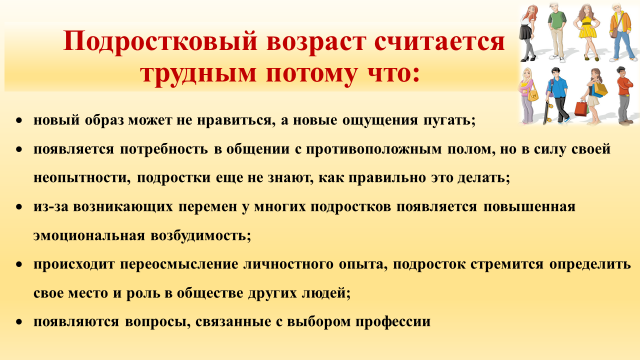 Подростковый возраст считается
трудным потому что:
• новый образ может не нравиться, а новые ощущения пугать;
• появляется потребность в общении с противоположным полом, но в силу своей
неопытности, подростки еще не знают, как правильно это делать;
• из-за возникающих перемен у многих подростков появляется повышенная
эмоциональная возбудимость;
• происходит переосмысление личностного опыта, подросток стремится определить
свое место и роль в обществе других людей;
• появляются вопросы, связанные с выбором профессии